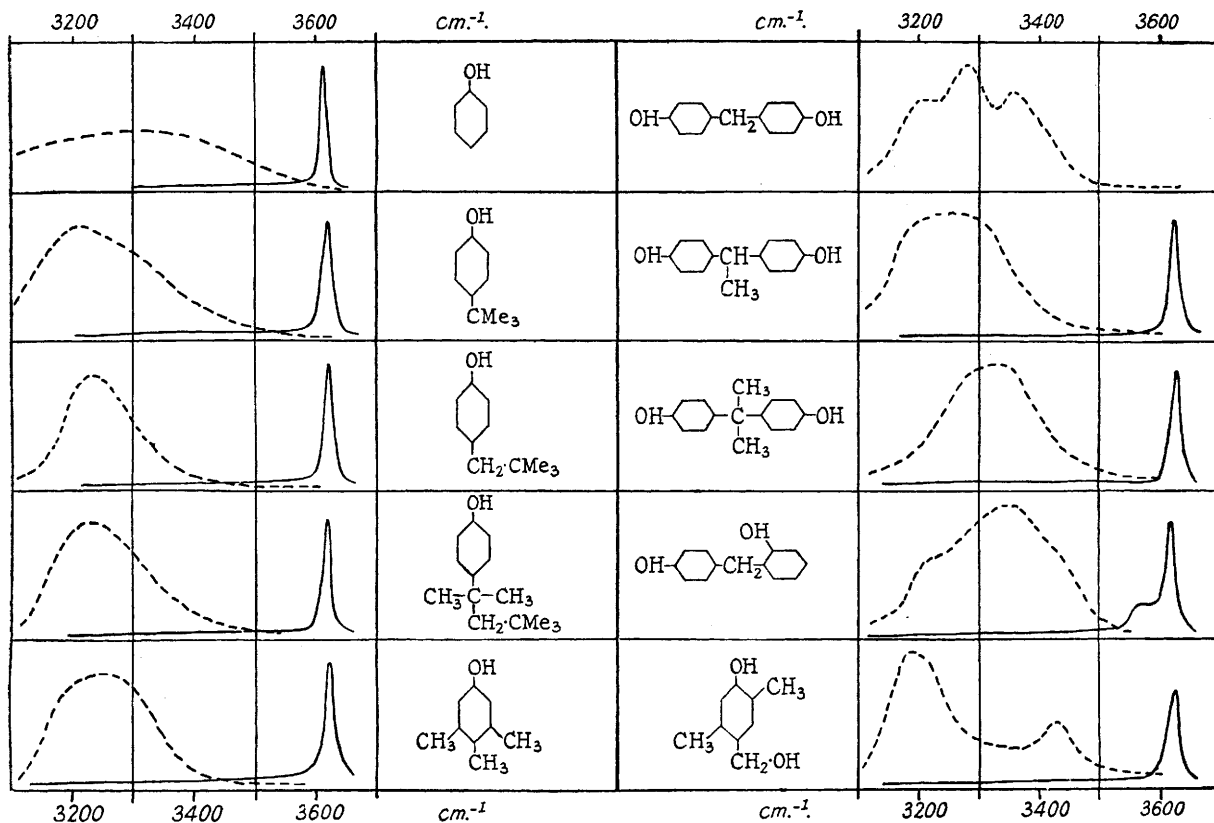 3200 3400 3600 cm.⁻¹. cm.⁻¹. 3200 3400 3600
OH
OH CH₂ OH
OH
CMe₃
OH CH OH
CH₃
OH
CH₂·CMe₃
CH₃
OH C OH
CH₃
OH
CH₃ C CH₃
CH₂·CMe₃
OH
OH CH₂
OH
CH₃ CH₃
CH₃
OH
CH₃
CH₃
CH₂·OH
3200 3400 3600 cm.⁻¹ cm.⁻¹. 3200 3400 3600